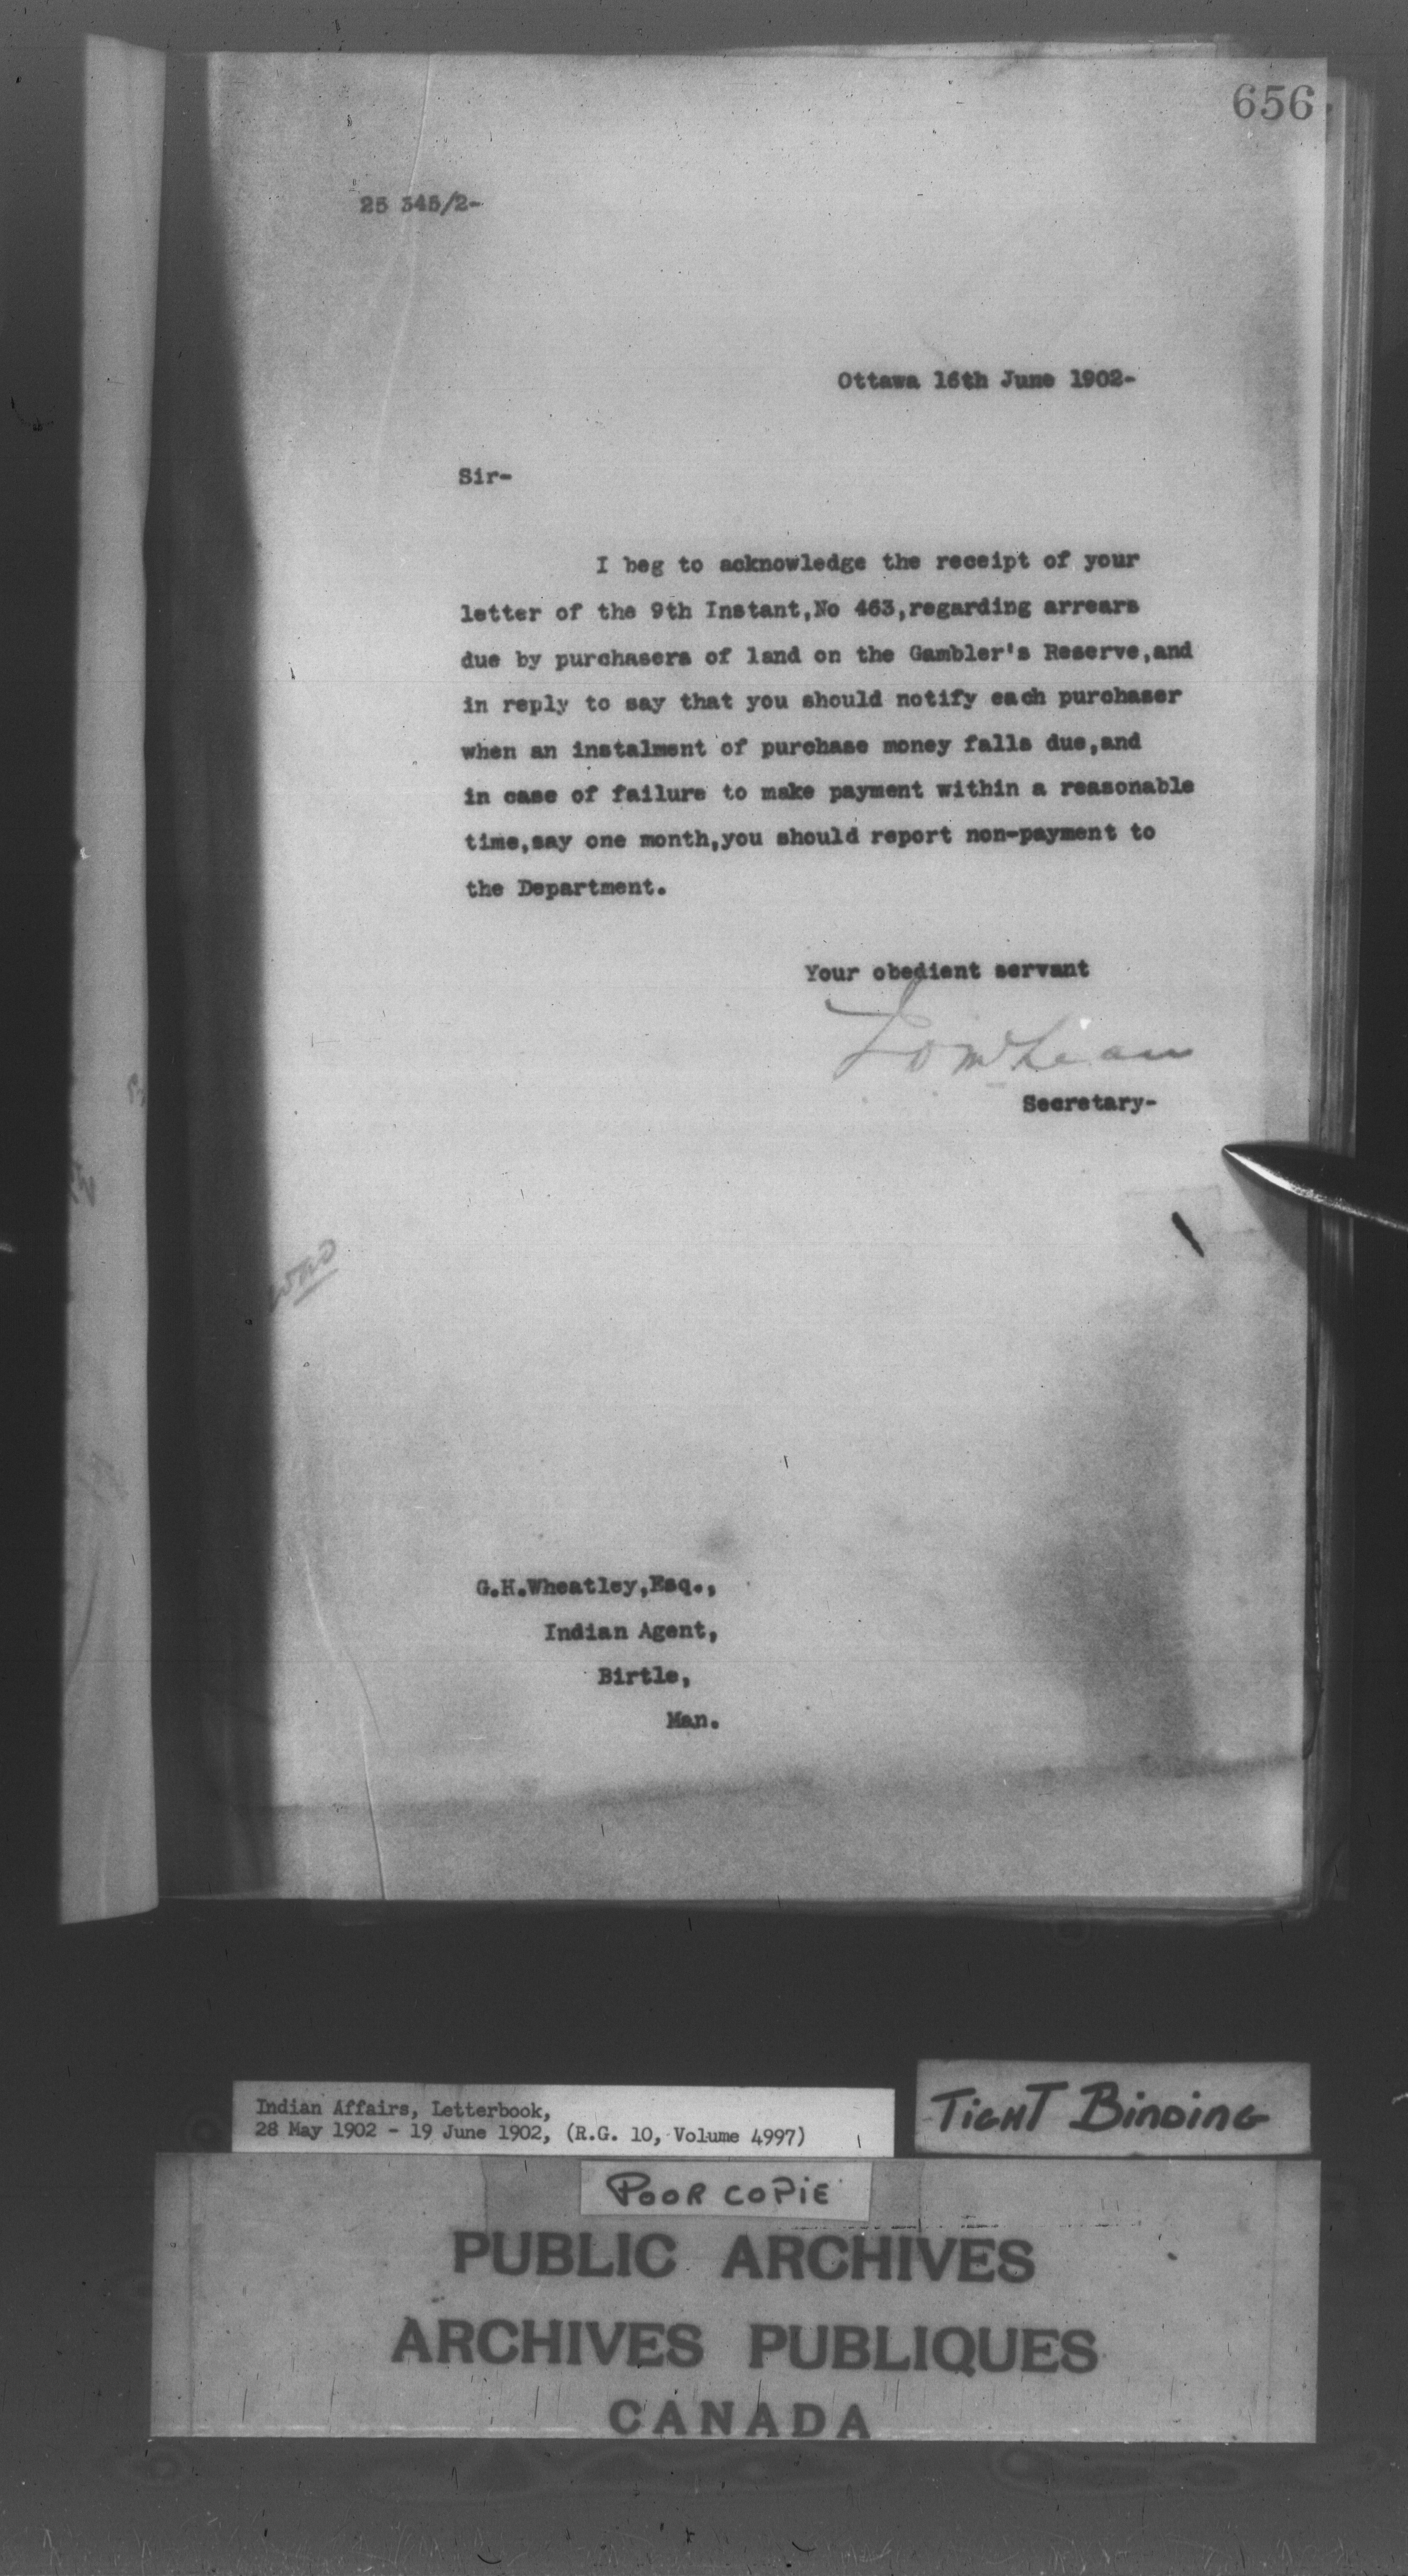 656
25 345/2-
Ottawa 16th June 1902-
Sir-
I beg to acknowledge the receipt of your
letter of the 9th Instant,No 463,regarding arrears
due by purchasers of land on the Gambler's Reserve,and
in reply to say that you should notify each purchaser
when an instalment of purchase money falls due,and
in case of failure to make payment within a reasonable
time,say one month,you should report non-payment to
the Department.
Your obedient servant
Secretary-
G.H.Wheatley,Esq.,
Indian Agent,
Birtle,
Man.
Indian Affairs, Letterbook,
28 May 1902 - 19 June 1902, (R.G. 10, Volume 4997)
TIGHT BINDING
POOR COPIE
PUBLIC ARCHIVES
ARCHIVES PUBLIQUES
CANADA